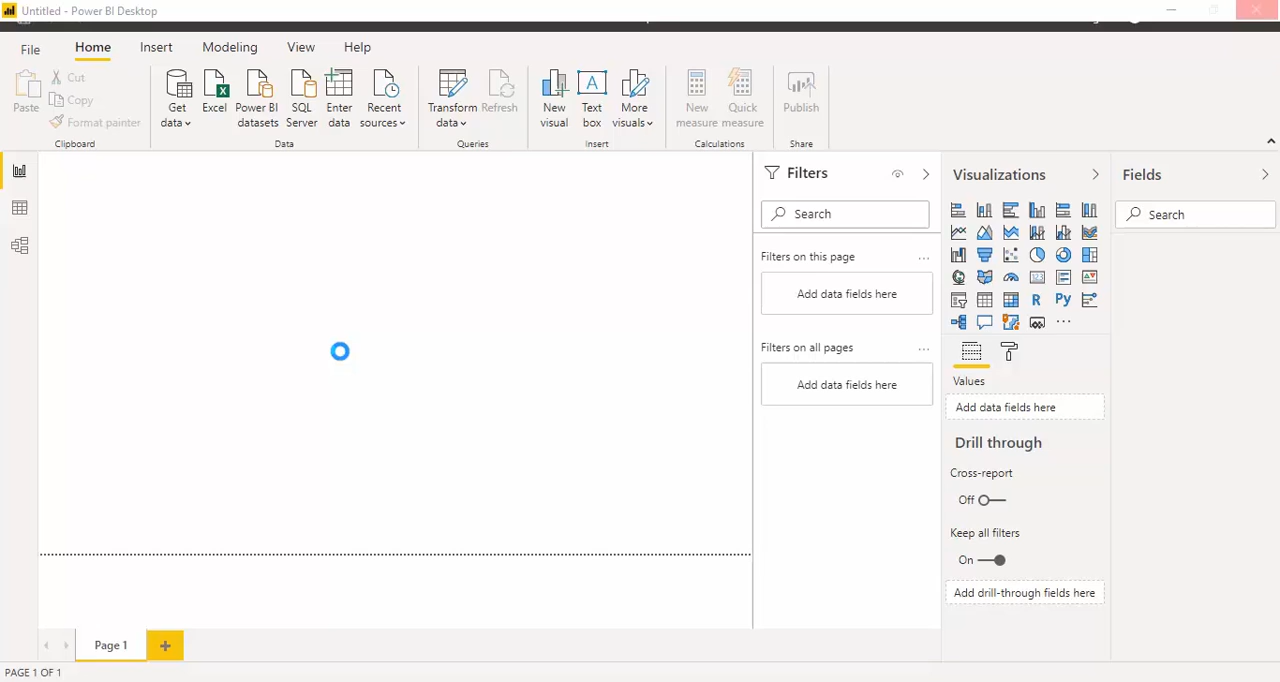 Untitled - Power BI Desktop
File Home Insert Modeling View Help
Paste
Cut
Copy
Format painter
Clipboard
Get data
Excel
Power BI datasets
SQL Server
Enter data
Recent sources
Data
Transform data
Refresh
Queries
New visual
Text box
More visuals
Insert
New measure
Quick measure
Calculations
Publish
Share
Filters
Search
Filters on this page
Add data fields here
Filters on all pages
Add data fields here
Visualizations
R
Py
Values
Add data fields here
Drill through
Cross-report
Off
Keep all filters
On
Add drill-through fields here
Fields
Search
Page 1
PAGE 1 OF 1